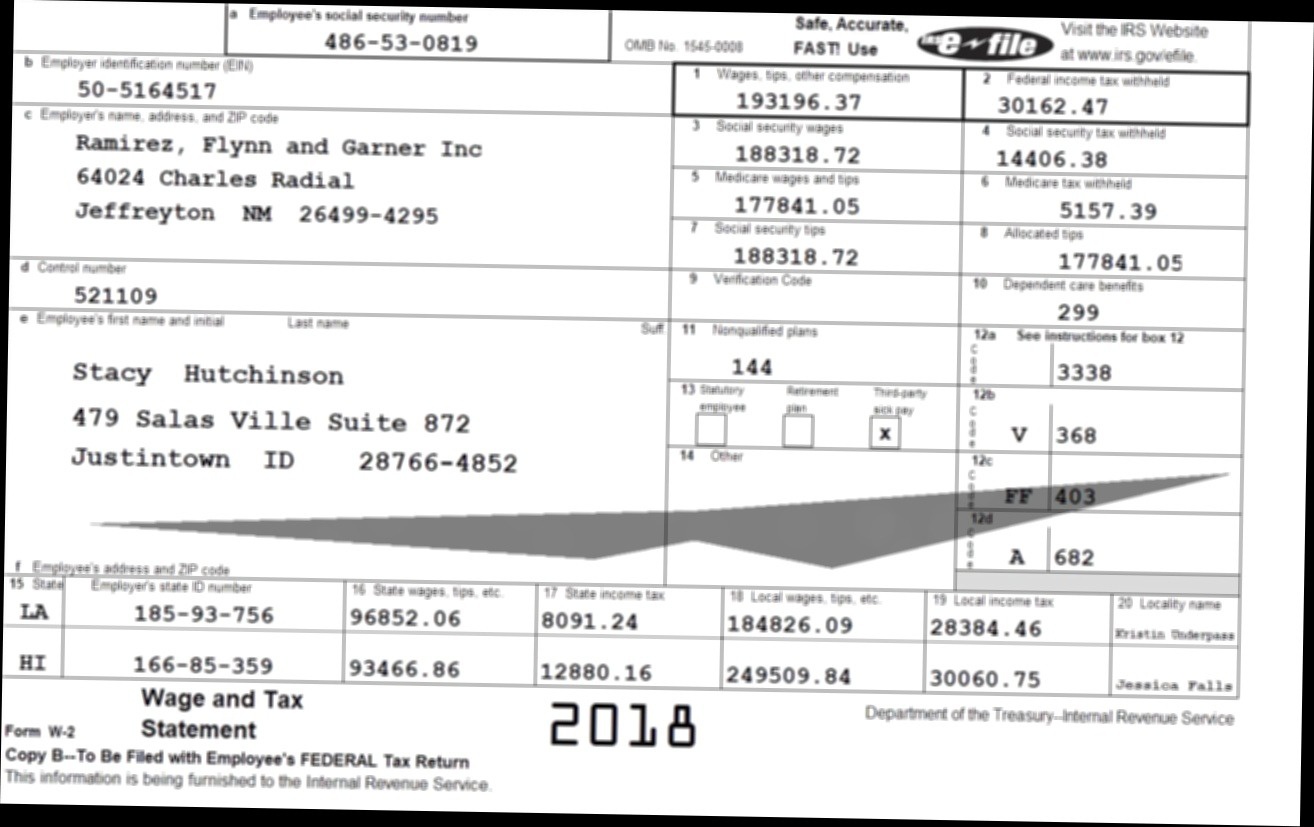 a Employee's social security number
486-53-0819
OMB No. 1545-0008
Safe, Accurate,
FAST! Use
e file
Visit the IRS Website
at www.irs.gov/efile.
b Employer identification number (EIN)
50-5164517
1 Wages, tips, other compensation
193196.37
2 Federal income tax withheld
30162.47
c Employer's name, address, and ZIP code
Ramirez, Flynn and Garner Inc
64024 Charles Radial
Jeffreyton NM 26499-4295
3 Social security wages
188318.72
4 Social security tax withheld
14406.38
5 Medicare wages and tips
177841.05
6 Medicare tax withheld
5157.39
7 Social security tips
188318.72
8 Allocated tips
177841.05
d Control number
521109
9 Verification Code
10 Dependent care benefits
299
e Employee's first name and initial Last name Suff.
Stacy Hutchinson
479 Salas Ville Suite 872
Justintown ID 28766-4852
11 Nonqualified plans
144
12a See instructions for box 12
Code
3338
13 Statutory employee
Retirement plan
Third-party sick pay
X
12b
Code
V 368
14 Other
12c
Code
FF 403
12d
Code
A 682
f Employee's address and ZIP code
15 State Employer's state ID number 16 State wages, tips, etc. 17 State income tax 18 Local wages, tips, etc. 19 Local income tax 20 Locality name
LA 185-93-756 96852.06 8091.24 184826.09 28384.46 Kristin Underpass
HI 166-85-359 93466.86 12880.16 249509.84 30060.75 Jessica Falls
Wage and Tax
Form W-2 Statement
2018
Department of the Treasury--Internal Revenue Service
Copy B--To Be Filed with Employee's FEDERAL Tax Return
This information is being furnished to the Internal Revenue Service.